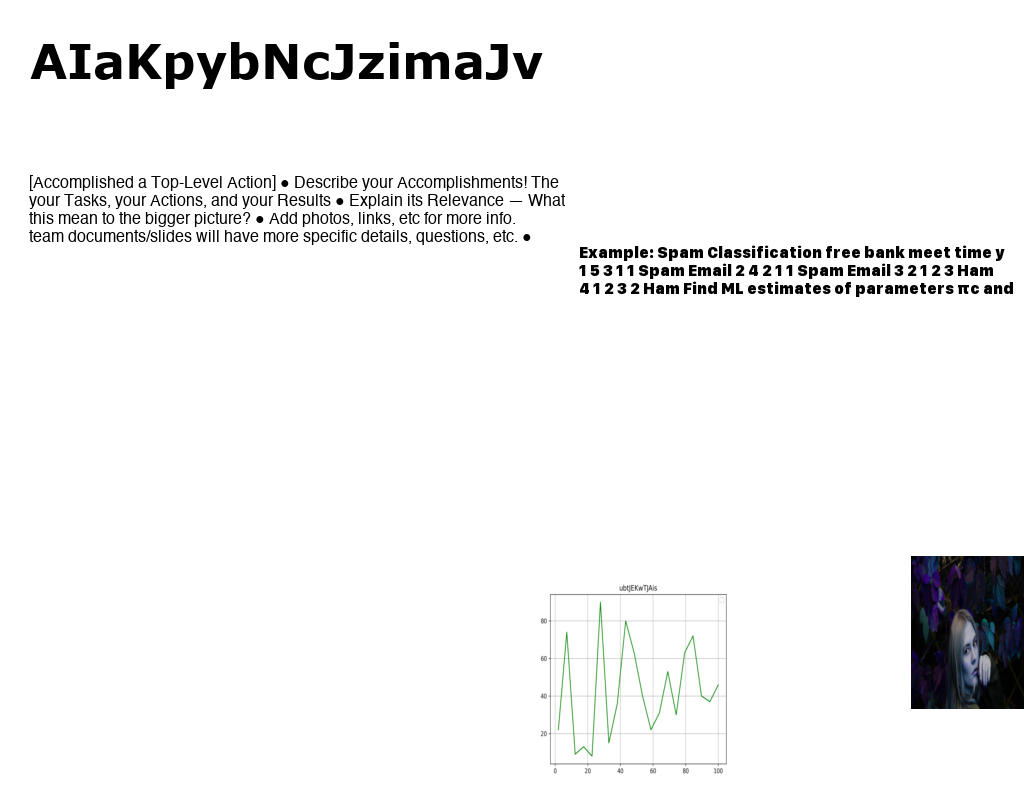 AIaKpybNcJzimaJv
[Accomplished a Top-Level Action] ● Describe your Accomplishments! The
your Tasks, your Actions, and your Results ● Explain its Relevance — What
this mean to the bigger picture? ● Add photos, links, etc for more info.
team documents/slides will have more specific details, questions, etc. ●
Example: Spam Classification free bank meet time y
1 5 3 1 1 Spam Email 2 4 2 1 1 Spam Email 3 2 1 2 3 Ham
4 1 2 3 2 Ham Find ML estimates of parameters πc and
ubtJEKwTJAis
80
60
40
20
0 20 40 60 80 100